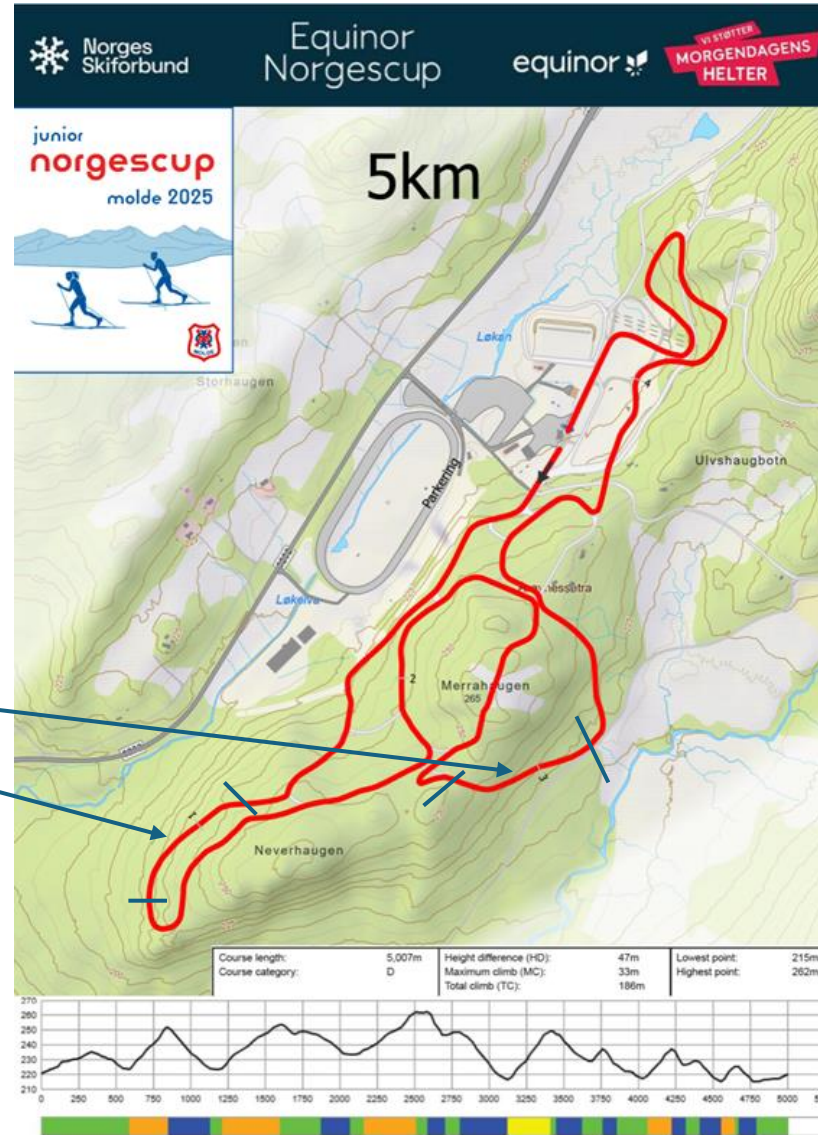 Norges
Skiforbund
Equinor
Norgescup
equinor
VI STØTTER
MORGENDAGENS
HELTER
junior
norgescup
molde 2025
MOLDE
5km
Løken
Storhaugen
Parkering
Ulvshaugbotn
Løkelva
2
Merrahaugen
265
3
4
1
Neverhaugen
Course length: 5,007m
Course category: D
Height difference (HD): 47m
Maximum climb (MC): 33m
Total climb (TC): 186m
Lowest point: 215m
Highest point: 262m
270
260
250
240
230
220
210
0 250 500 750 1000 1250 1500 1750 2000 2250 2500 2750 3000 3250 3500 3750 4000 4250 4500 4750 5000